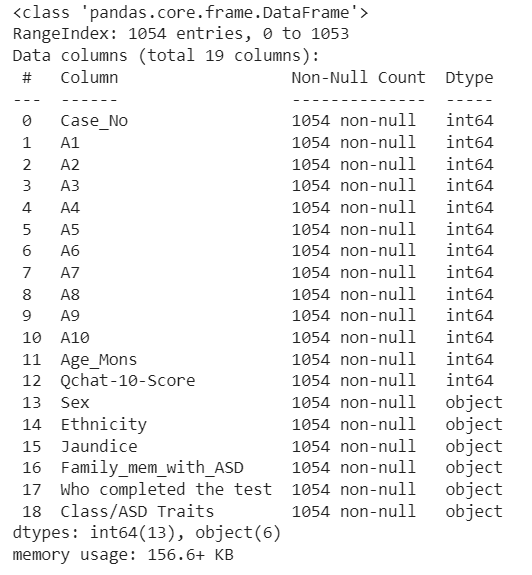 <class 'pandas.core.frame.DataFrame'>
RangeIndex: 1054 entries, 0 to 1053
Data columns (total 19 columns):
 #   Column                 Non-Null Count  Dtype
---  ------                 --------------  -----
 0   Case_No                1054 non-null   int64
 1   A1                     1054 non-null   int64
 2   A2                     1054 non-null   int64
 3   A3                     1054 non-null   int64
 4   A4                     1054 non-null   int64
 5   A5                     1054 non-null   int64
 6   A6                     1054 non-null   int64
 7   A7                     1054 non-null   int64
 8   A8                     1054 non-null   int64
 9   A9                     1054 non-null   int64
 10  A10                    1054 non-null   int64
 11  Age_Mons               1054 non-null   int64
 12  Qchat-10-Score         1054 non-null   int64
 13  Sex                    1054 non-null   object
 14  Ethnicity              1054 non-null   object
 15  Jaundice               1054 non-null   object
 16  Family_mem_with_ASD    1054 non-null   object
 17  Who completed the test 1054 non-null   object
 18  Class/ASD Traits       1054 non-null   object
dtypes: int64(13), object(6)
memory usage: 156.6+ KB